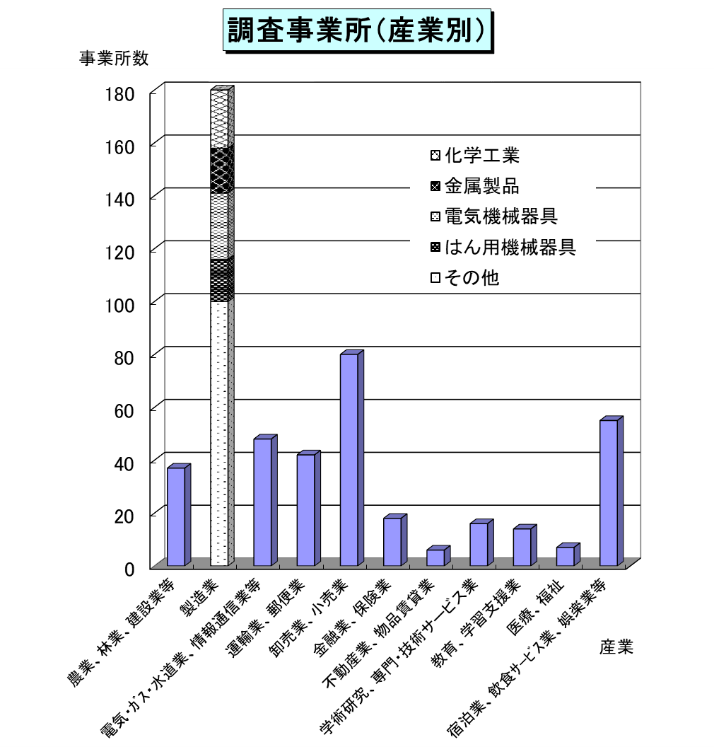 調査事業所(産業別)
事業所数
180
160
140
120
100
80
60
40
20
0
化学工業
金属製品
電気機械器具
はん用機械器具
その他
農業、林業、建設業等
製造業
電気・ガス・水道業、情報通信業等
運輸業、郵便業
卸売業、小売業
金融業、保険業
不動産業、物品賃貸業
学術研究、専門・技術サービス業
教育、学習支援業
医療、福祉
宿泊業、飲食サービス業、娯楽業等
産業